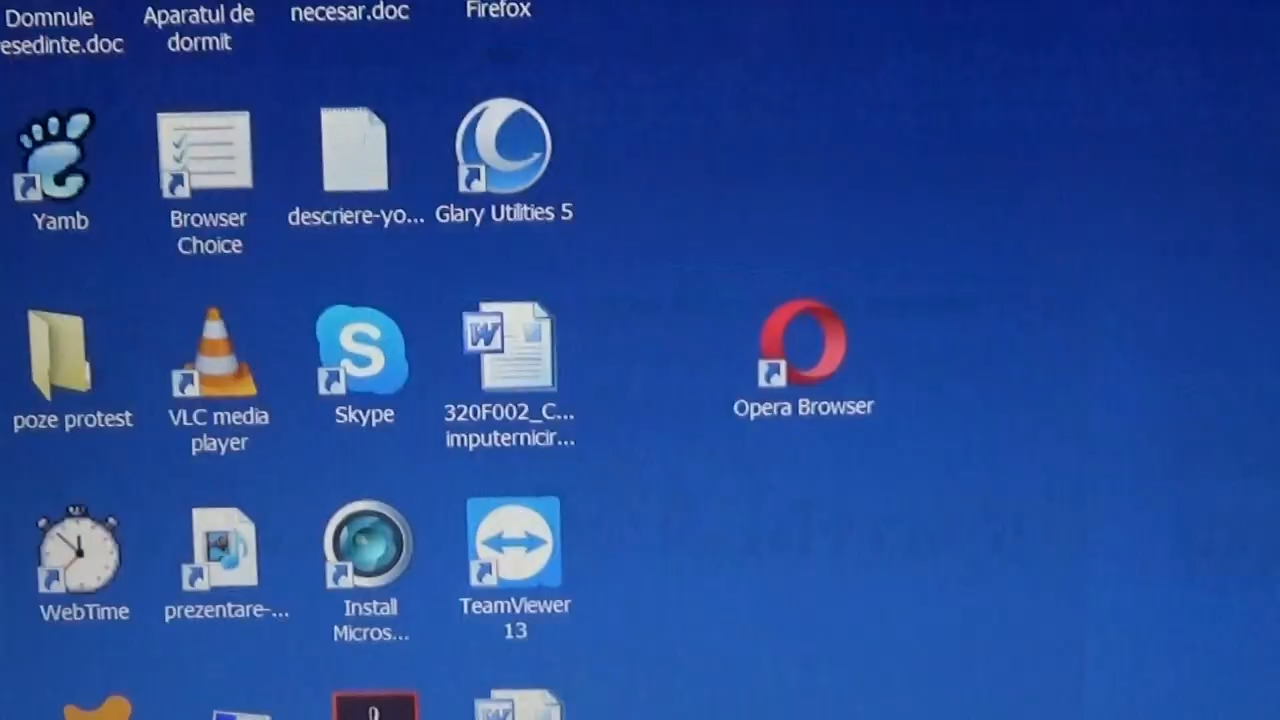 Domnule
esedinte.doc
Aparatul de
dormit
necesar.doc
Firefox
Yamb
Browser
Choice
descriere-yo...
Glary Utilities 5
poze protest
VLC media
player
Skype
320F002_C...
imputernicir...
Opera Browser
WebTime
prezentare-...
Install
Micros...
TeamViewer
13